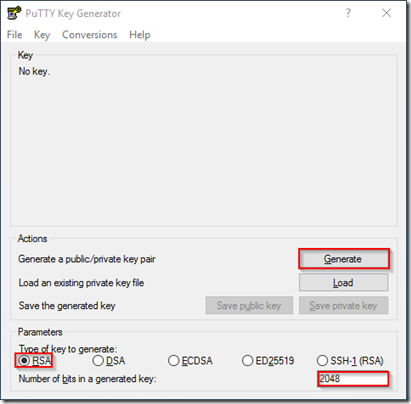 PuTTY Key Generator
File Key Conversions Help
Key
No key.
Actions
Generate a public/private key pair Generate
Load an existing private key file Load
Save the generated key Save public key Save private key
Parameters
Type of key to generate:
RSA DSA ECDSA ED25519 SSH-1 (RSA)
Number of bits in a generated key: 2048